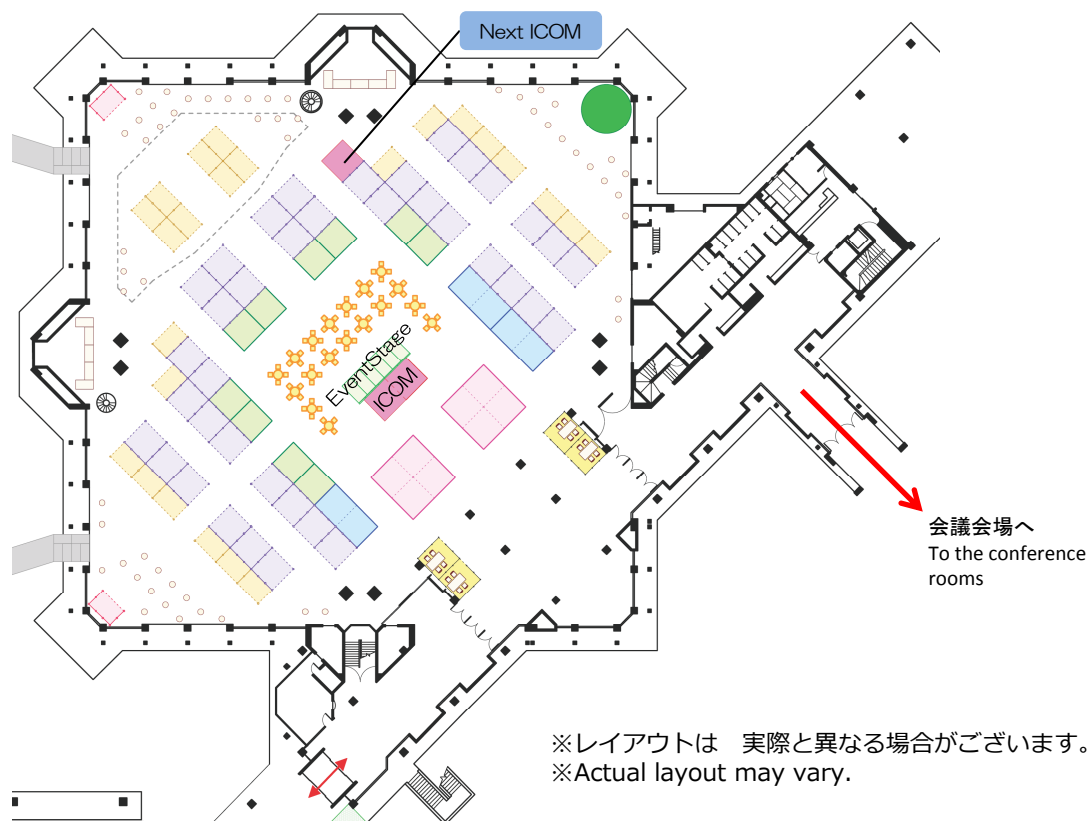 Next ICOM
EventStage
ICOM
会議会場へ
To the conference
rooms
※レイアウトは　実際と異なる場合がございます。
※Actual layout may vary.